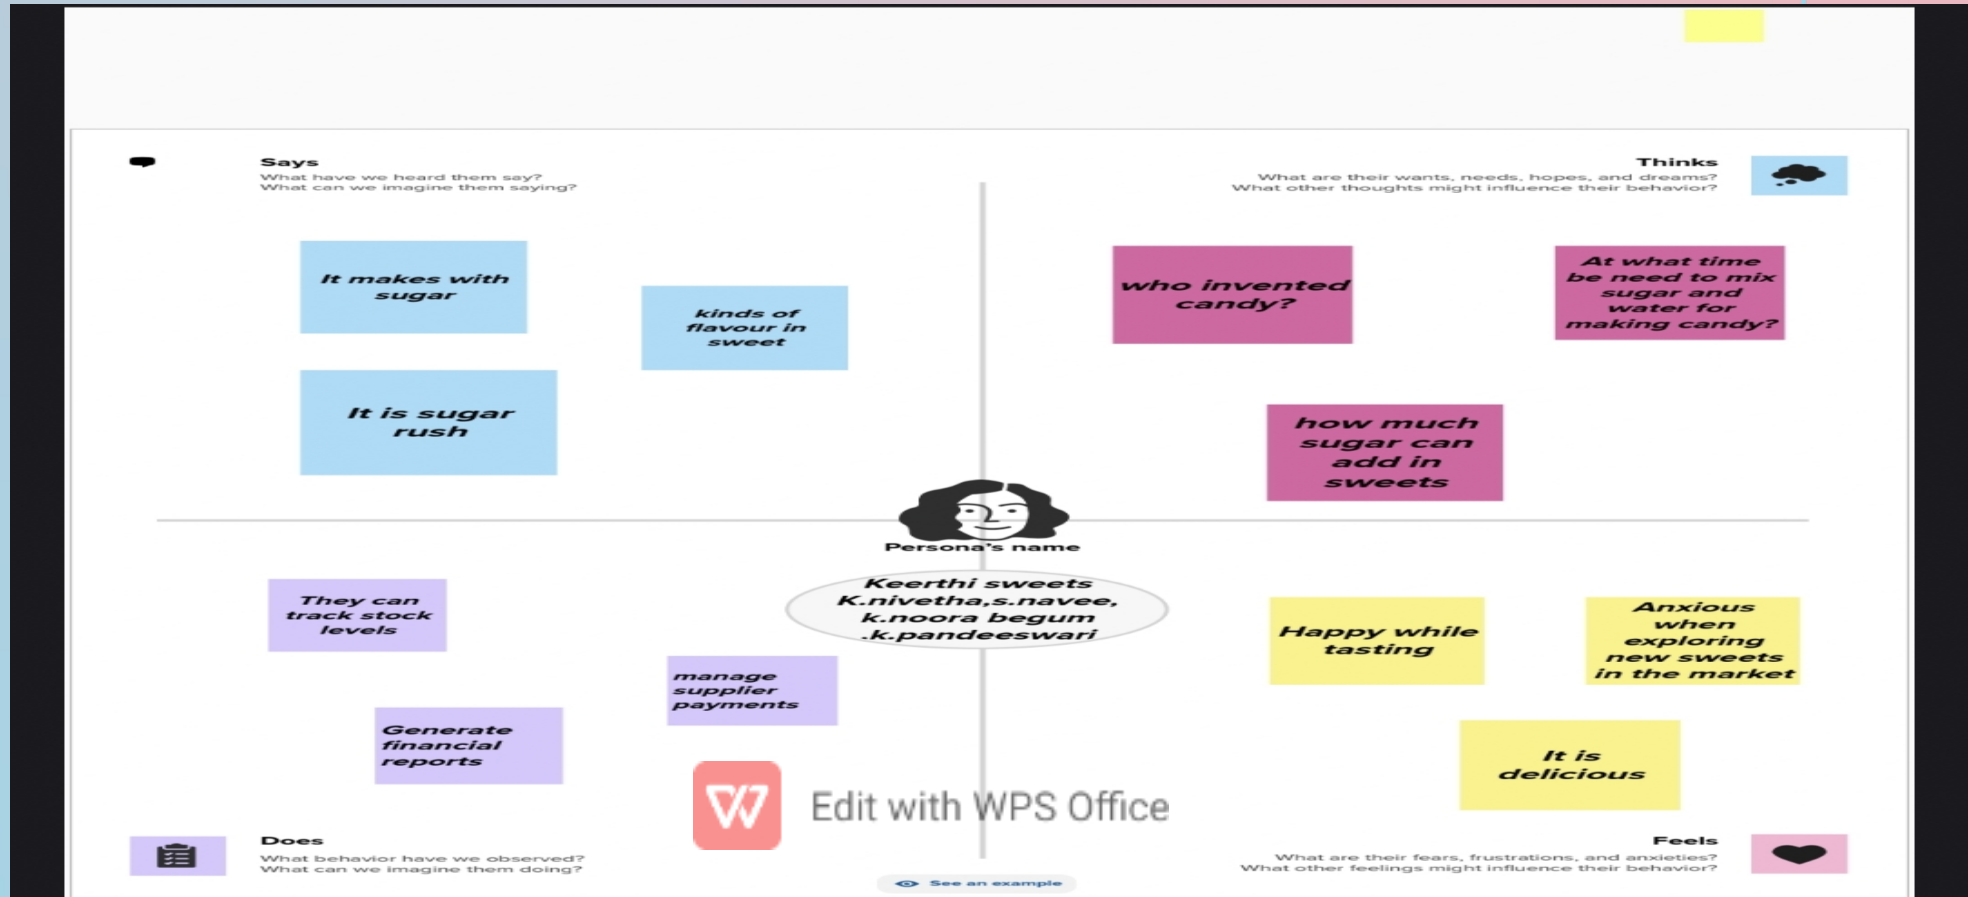 Says
What have we heard them say?
What can we imagine them saying?
Thinks
What are their wants, needs, hopes, and dreams?
What other thoughts might influence their behavior?
It makes with
sugar
kinds of
flavour in
sweet
It is sugar
rush
who invented
candy?
At what time
be need to mix
sugar and
water for
making candy?
how much
sugar can
add in
sweets
Persona's name
Keerthi sweets
K.nivetha,s.navee,
k.noora begum
.k.pandeeswari
They can
track stock
levels
manage
supplier
payments
Generate
financial
reports
Happy while
tasting
Anxious
when
exploring
new sweets
in the market
It is
delicious
W Edit with WPS Office
Does
What behavior have we observed?
What can we imagine them doing?
Feels
What are their fears, frustrations, and anxieties?
What other feelings might influence their behavior?
See an example